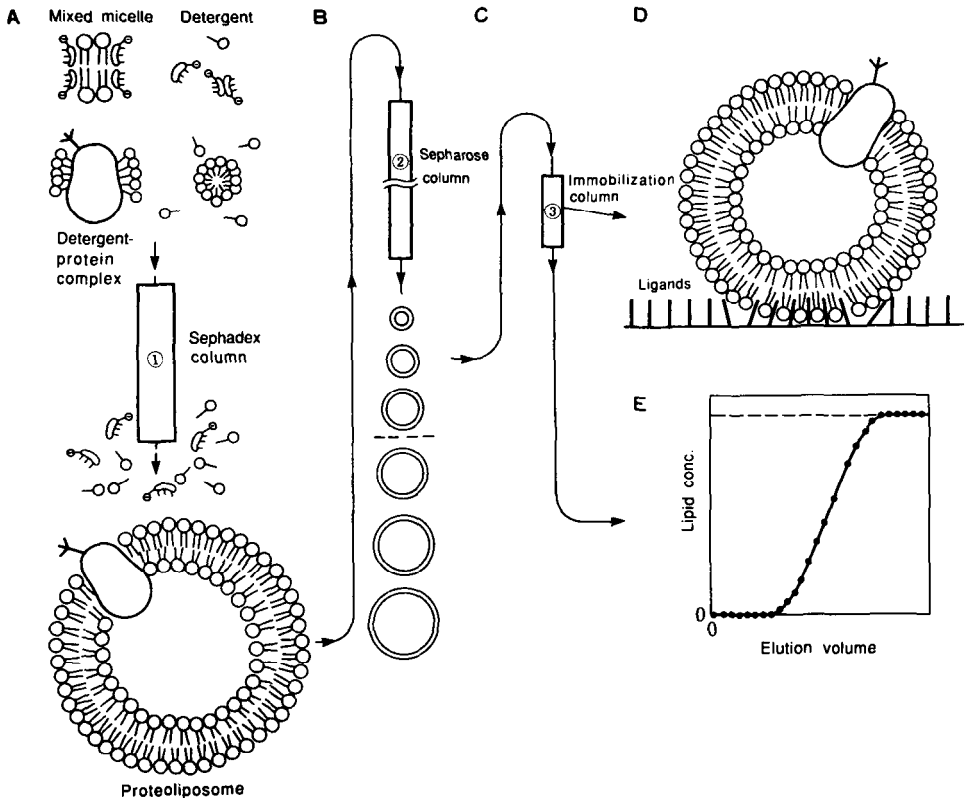 A
Mixed micelle
Detergent
Detergent-
protein
complex
①
Sephadex
column
Proteoliposome
B
②
Sepharose
column
C
③
Immobilization
column
D
Ligands
E
Lipid conc.
0
0
Elution volume